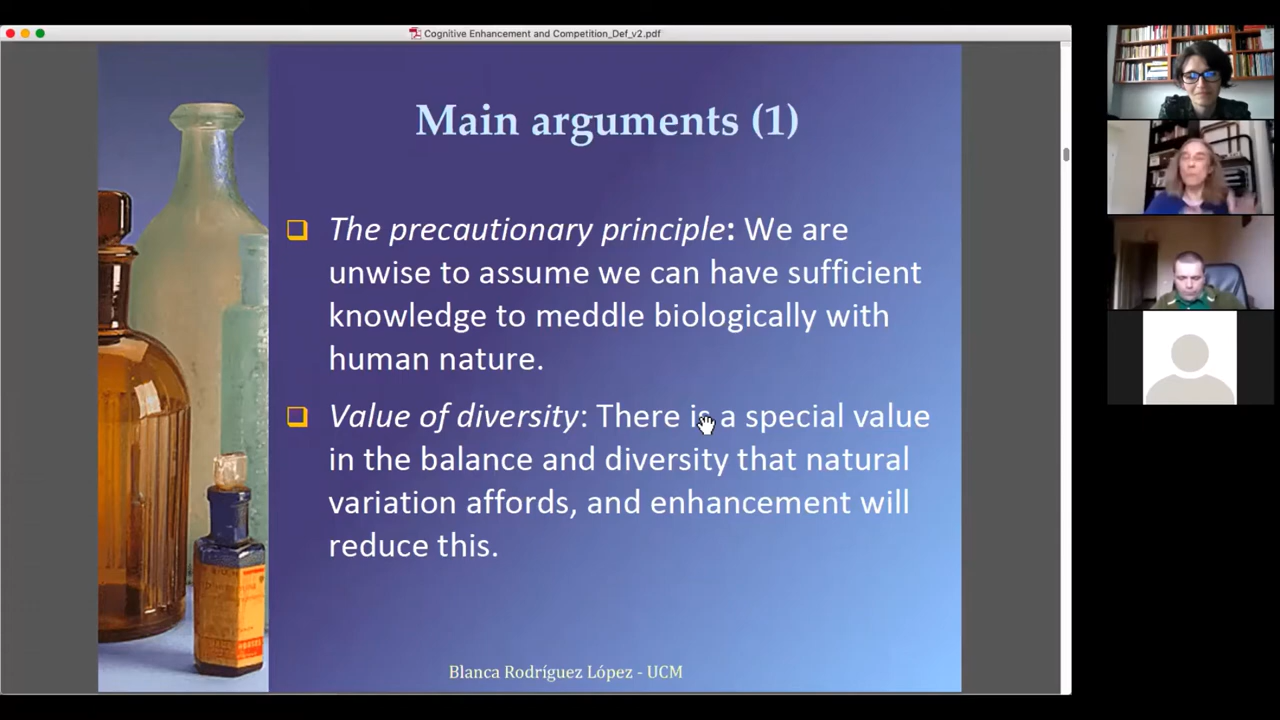 Cognitive Enhancement and Competition_Def_v2.pdf
Main arguments (1)
The precautionary principle: We are
unwise to assume we can have sufficient
knowledge to meddle biologically with
human nature.
Value of diversity: There is a special value
in the balance and diversity that natural
variation affords, and enhancement will
reduce this.
Blanca Rodríguez López - UCM